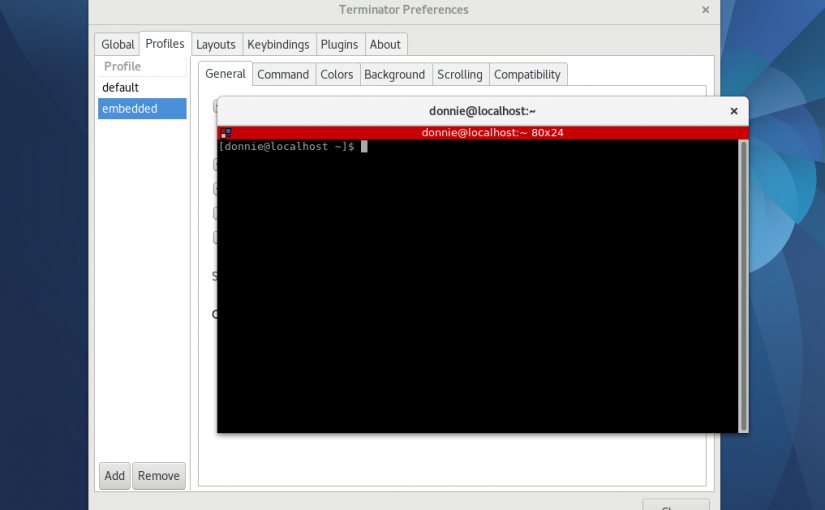 Terminator Preferences ×
Global Profiles Layouts Keybindings Plugins About
Profile
default
embedded
General Command Colors Background Scrolling Compatibility
donnie@localhost:~ ×
donnie@localhost:~ 80x24
[donnie@localhost ~]$
Add Remove